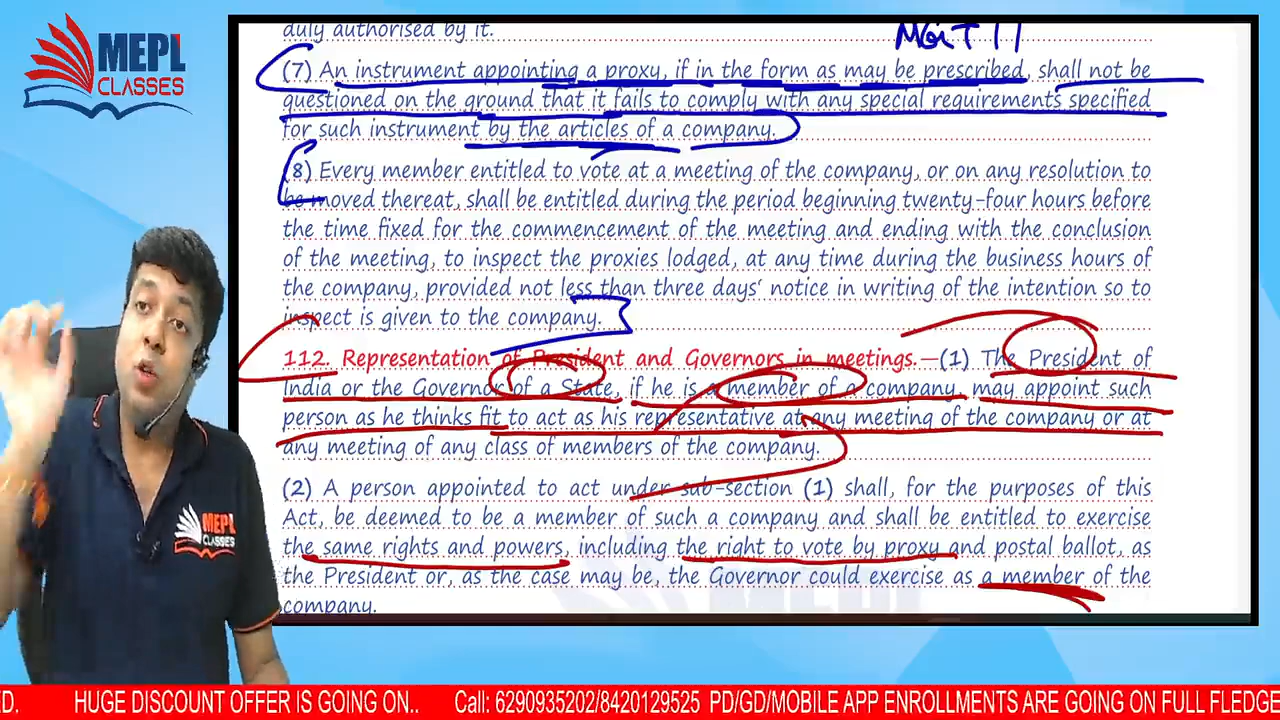 duly authorised by it.
MGT 11
MEPL
CLASSES
(7) An instrument appointing a proxy, if in the form as may be prescribed, shall not be
questioned on the ground that it fails to comply with any special requirements specified
for such instrument by the articles of a company.
(8) Every member entitled to vote at a meeting of the company, or on any resolution to
be moved thereat, shall be entitled during the period beginning twenty-four hours before
the time fixed for the commencement of the meeting and ending with the conclusion
of the meeting, to inspect the proxies lodged, at any time during the business hours of
the company, provided not less than three days' notice in writing of the intention so to
inspect is given to the company.
112. Representation of President and Governors in meetings.—(1) The President of
India or the Governor of a State, if he is a member of a company, may appoint such
person as he thinks fit to act as his representative at any meeting of the company or at
any meeting of any class of members of the company.
(2) A person appointed to act under sub-section (1) shall, for the purposes of this
Act, be deemed to be a member of such a company and shall be entitled to exercise
the same rights and powers, including the right to vote by proxy and postal ballot, as
the President or, as the case may be, the Governor could exercise as a member of the
company.
MEPL
CLASSES
MEPL
D. HUGE DISCOUNT OFFER IS GOING ON.. Call: 6290935202/8420129525 PD/GD/MOBILE APP ENROLLMENTS ARE GOING ON FULL FLEDGE